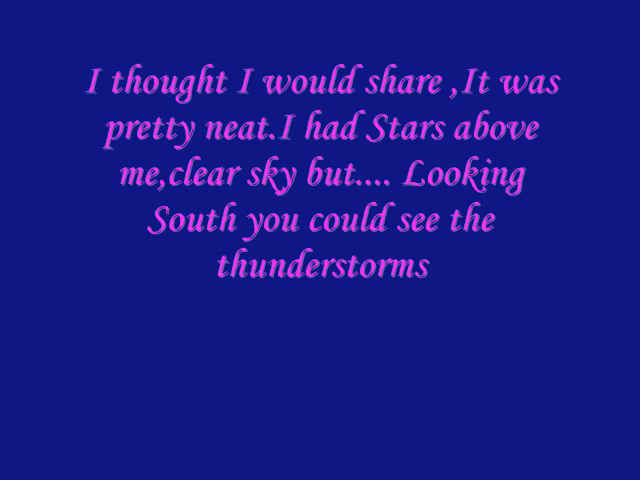 I thought I would share ,It was
pretty neat.I had Stars above
me,clear sky but.... Looking
South you could see the
thunderstorms